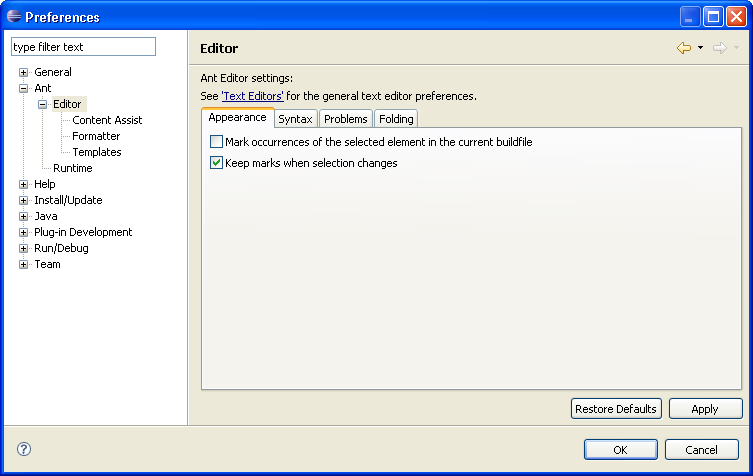 Preferences
type filter text
General
Ant
Editor
Content Assist
Formatter
Templates
Runtime
Help
Install/Update
Java
Plug-in Development
Run/Debug
Team
Editor
Ant Editor settings:
See 'Text Editors' for the general text editor preferences.
Appearance Syntax Problems Folding
Mark occurrences of the selected element in the current buildfile
Keep marks when selection changes
Restore Defaults Apply
? OK Cancel